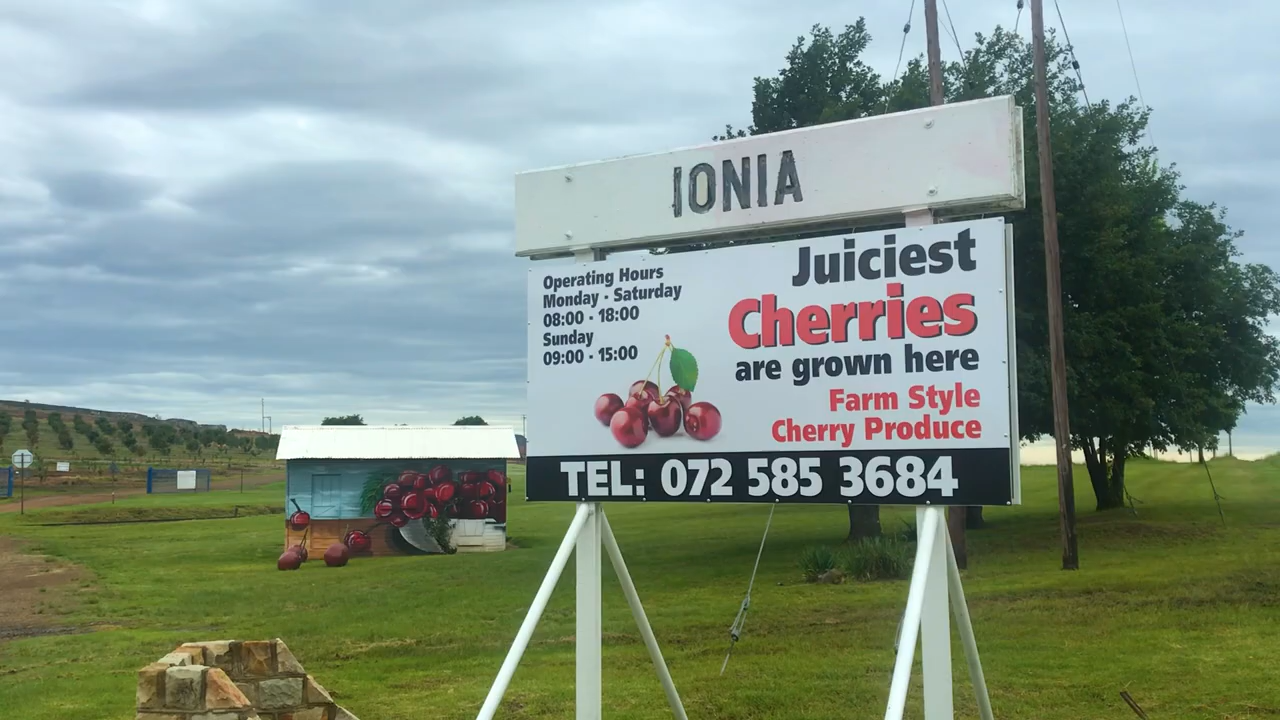 IONIA
Operating Hours
Monday - Saturday
08:00 - 18:00
Sunday
09:00 - 15:00
Juiciest
Cherries
are grown here
Farm Style
Cherry Produce
TEL: 072 585 3684